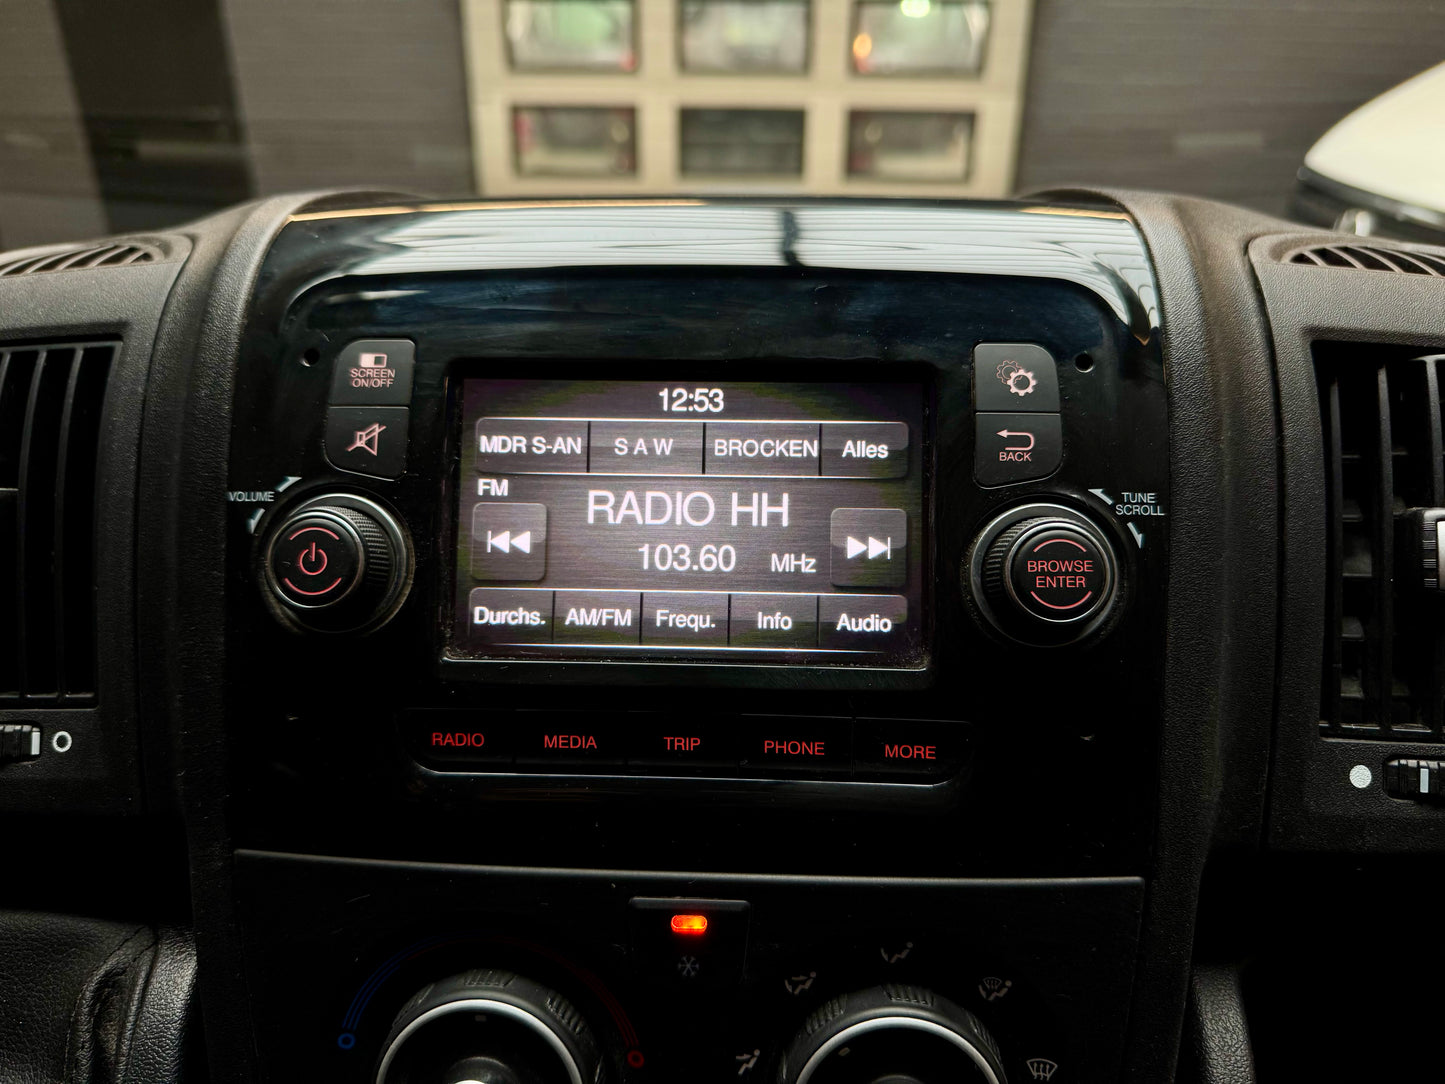 SCREEN
ON/OFF
VOLUME
12:53
MDR S-AN
S A W
BROCKEN
Alles
FM
RADIO HH
103.60 MHz
Durchs.
AM/FM
Frequ.
Info
Audio
BACK
TUNE
SCROLL
BROWSE
ENTER
RADIO
MEDIA
TRIP
PHONE
MORE